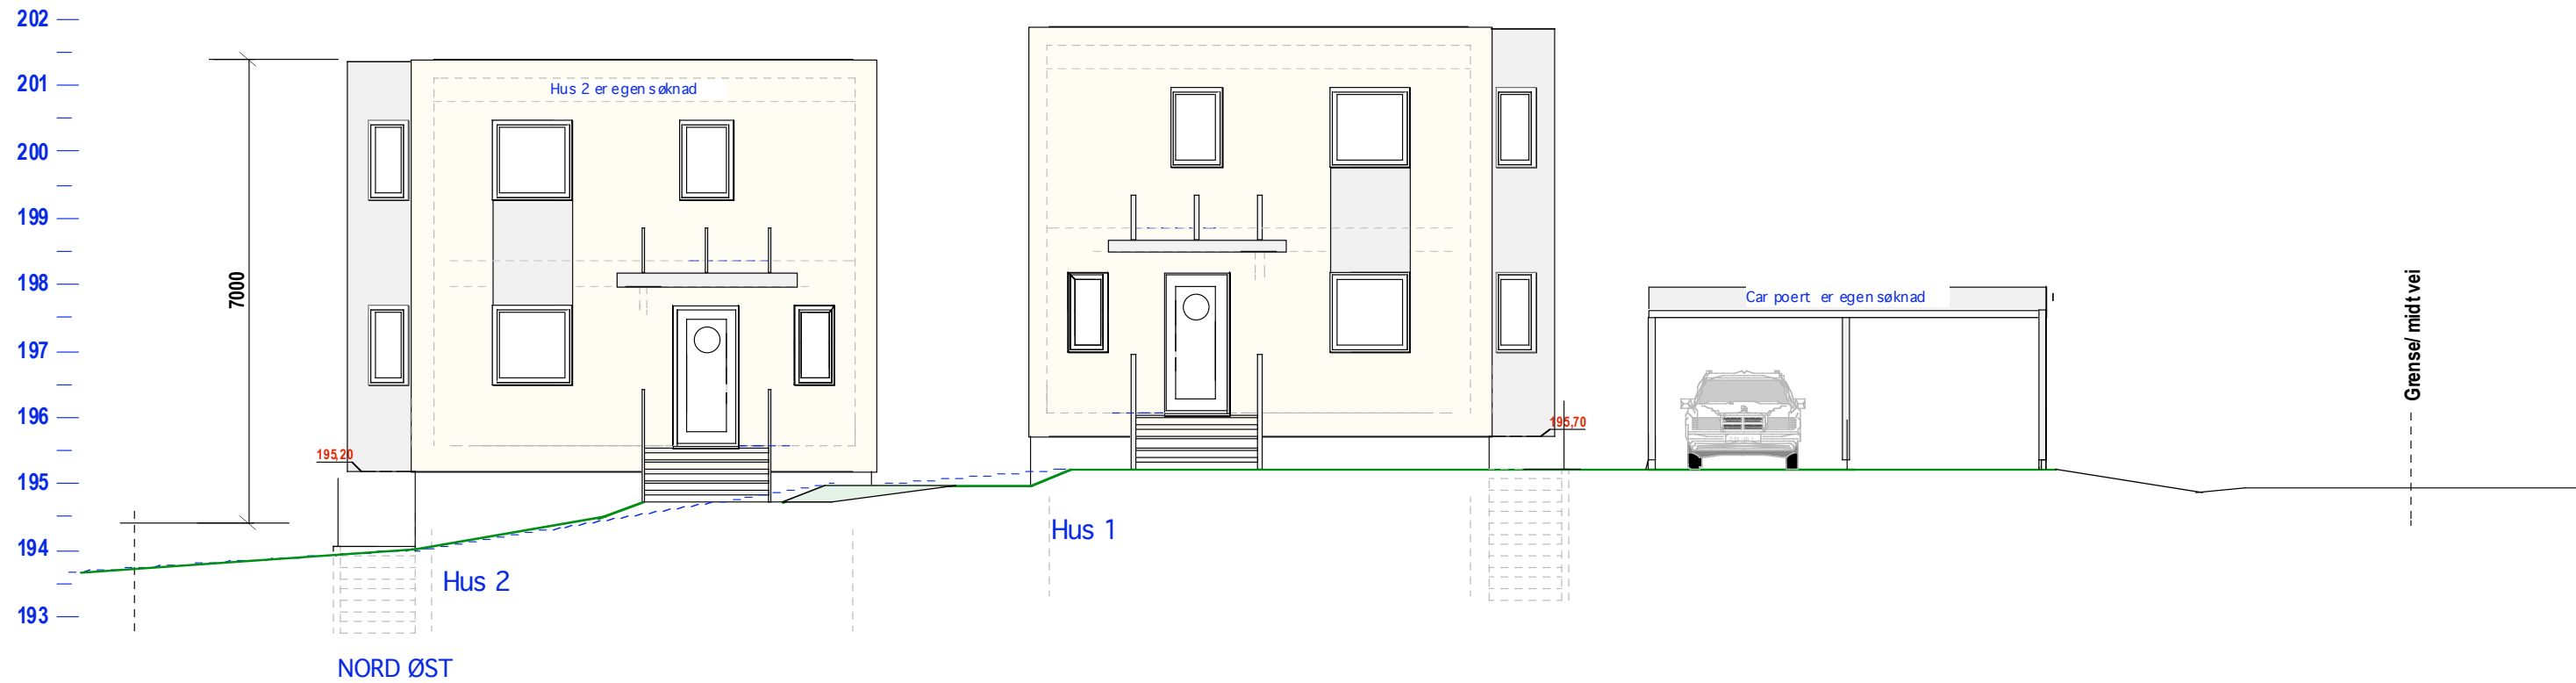 202
201
200
199
198
197
196
195
194
193
7000
Hus 2 er egen søknad
195,20
195,70
Car poert er egen søknad
Grense/ midt vei
Hus 1
Hus 2
NORD ØST